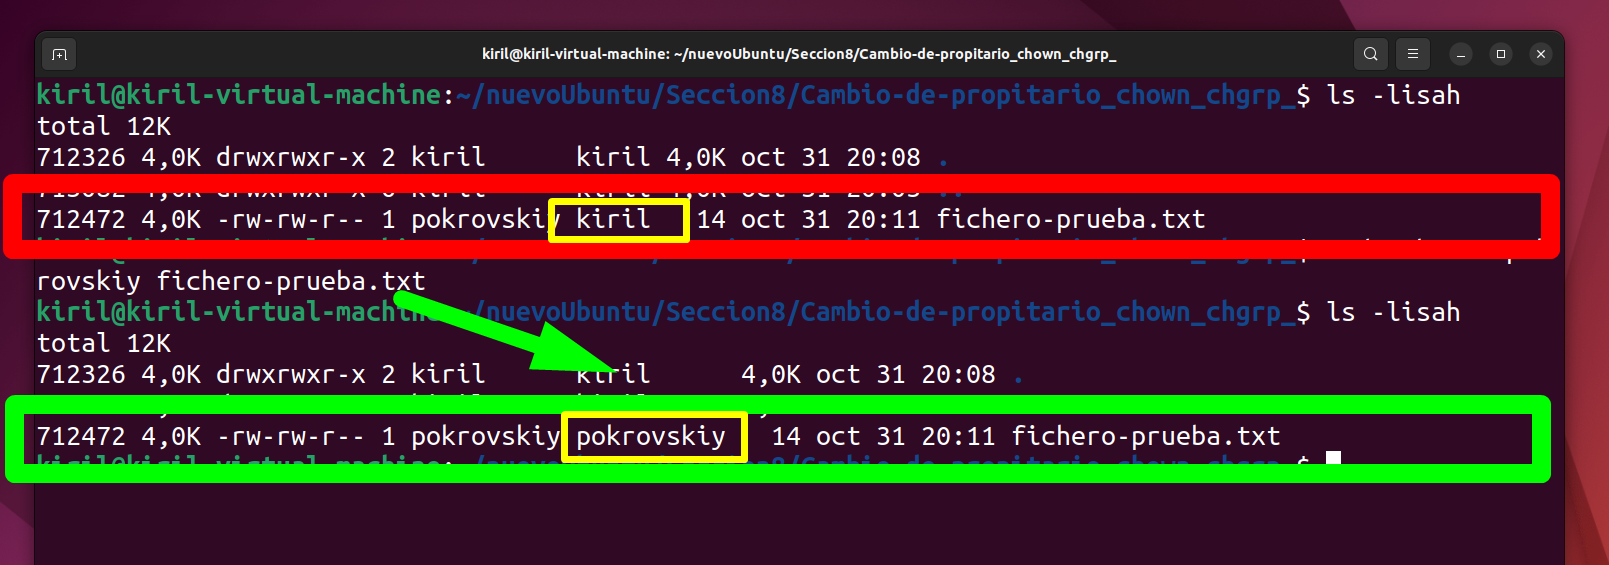 kiril@kiril-virtual-machine: ~/nuevoUbuntu/Seccion8/Cambio-de-propitario_chown_chgrp_
kiril@kiril-virtual-machine:~/nuevoUbuntu/Seccion8/Cambio-de-propitario_chown_chgrp_$ ls -lisah
total 12K
712326 4,0K drwxrwxr-x 2 kiril      kiril 4,0K oct 31 20:08 .
712472 4,0K -rw-rw-r-- 1 pokrovskiy kiril   14 oct 31 20:11 fichero-prueba.txt
rovskiy fichero-prueba.txt
kiril@kiril-virtual-machine:~/nuevoUbuntu/Seccion8/Cambio-de-propitario_chown_chgrp_$ ls -lisah
total 12K
712326 4,0K drwxrwxr-x 2 kiril      kiril      4,0K oct 31 20:08 .
712472 4,0K -rw-rw-r-- 1 pokrovskiy pokrovskiy   14 oct 31 20:11 fichero-prueba.txt
kiril@kiril-virtual-machine:~/nuevoUbuntu/Seccion8/Cambio-de-propitario_chown_chgrp_$